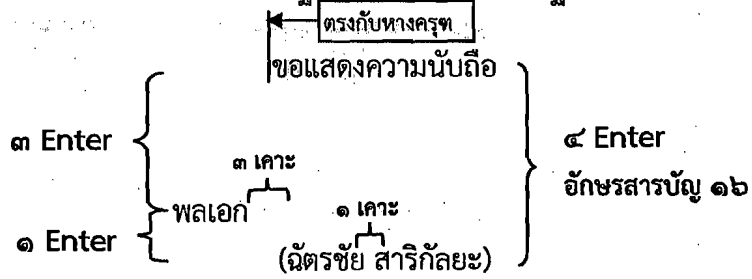 ตรงกับหางครุฑ
ขอแสดงความนับถือ
๓ Enter
๔ Enter
๓ เคาะ
อักษรสารบัญ ๑๖
พลเอก
๑ เคาะ
๑ Enter
(ฉัตรชัย สาริกัลยะ)